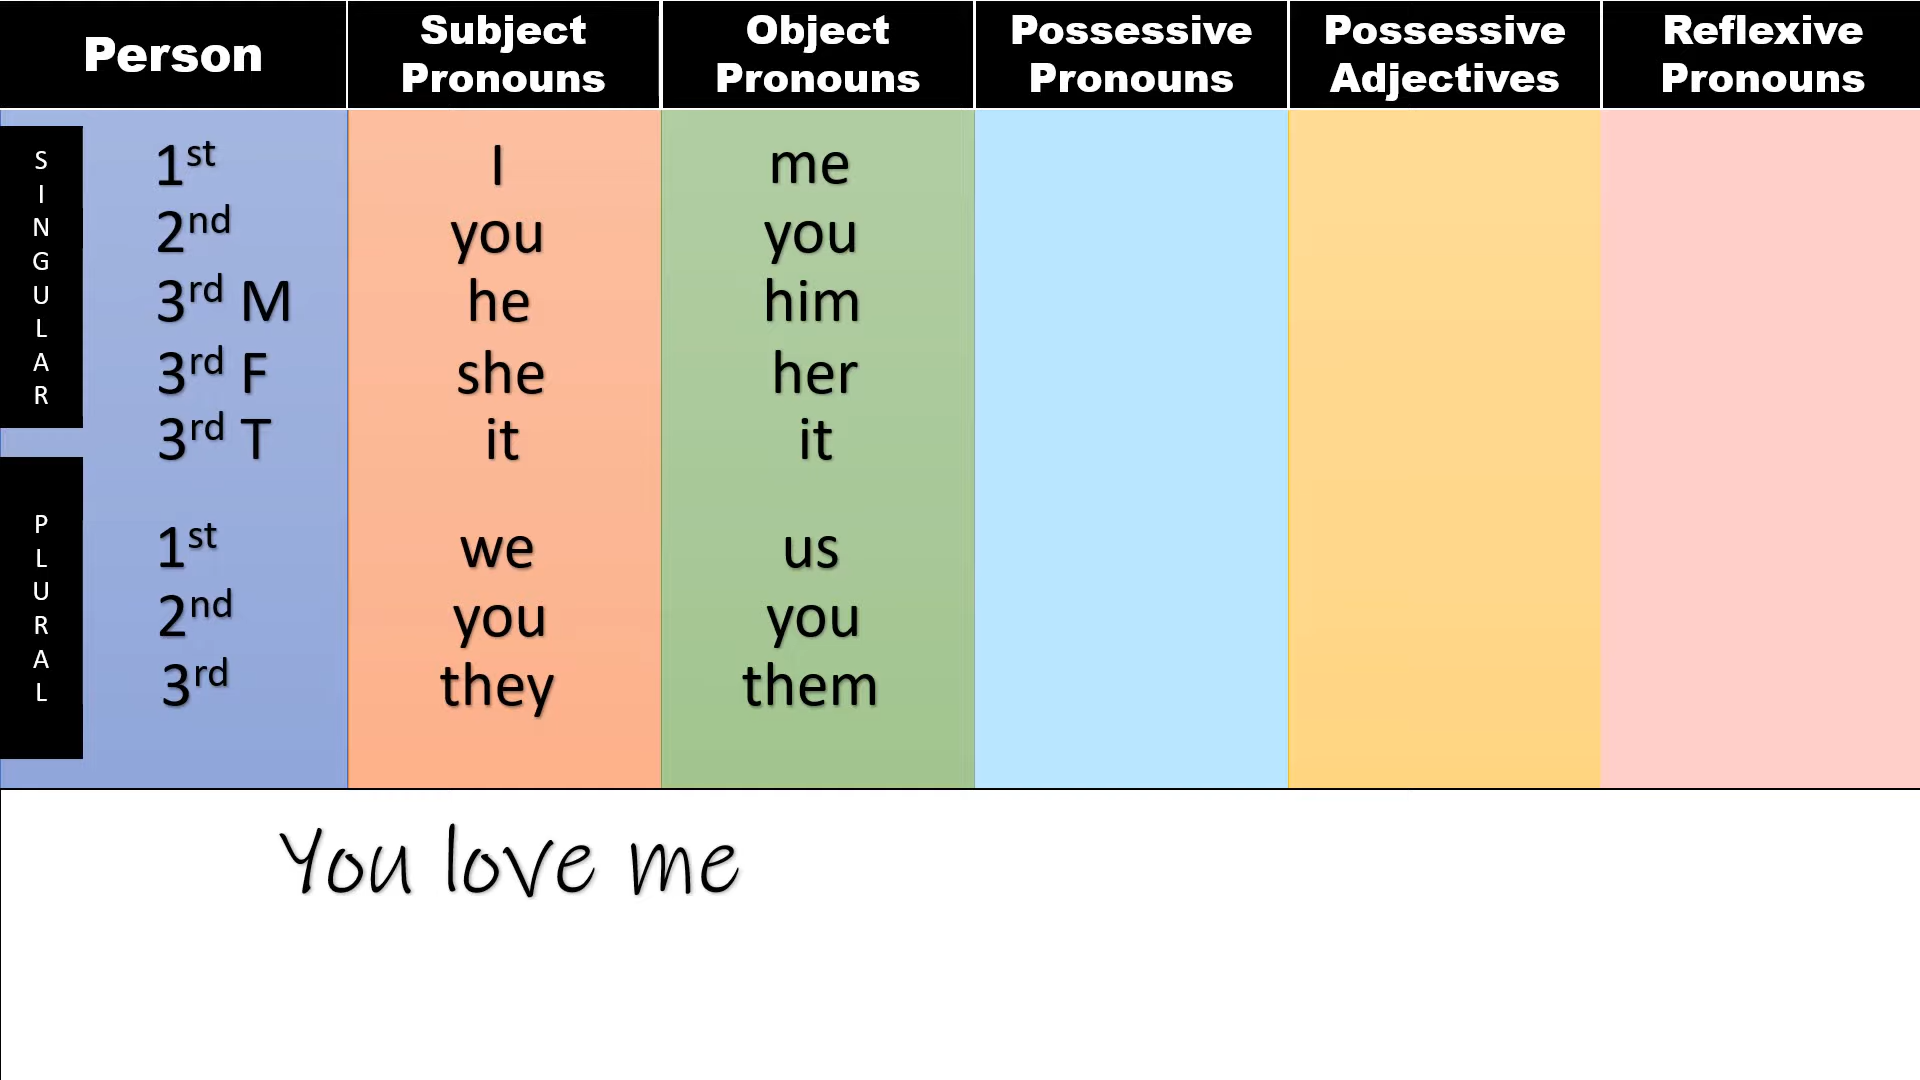 Person Subject Pronouns Object Pronouns Possessive Pronouns Possessive Adjectives Reflexive Pronouns
SINGULAR
1st I me
2nd you you
3rd M he him
3rd F she her
3rd T it it
PLURAL
1st we us
2nd you you
3rd they them
You love me